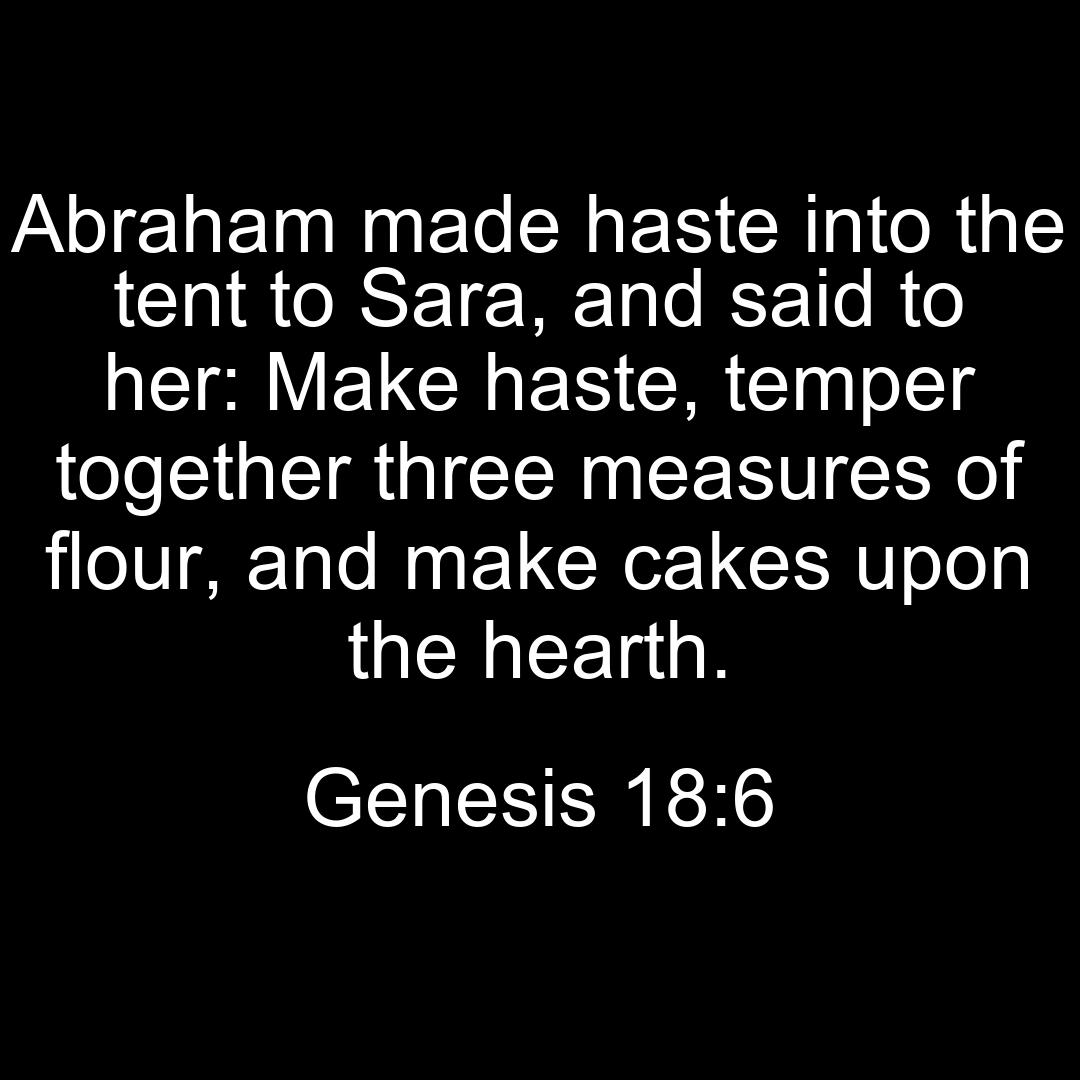 Abraham made haste into the
tent to Sara, and said to
her: Make haste, temper
together three measures of
flour, and make cakes upon
the hearth.
Genesis 18:6